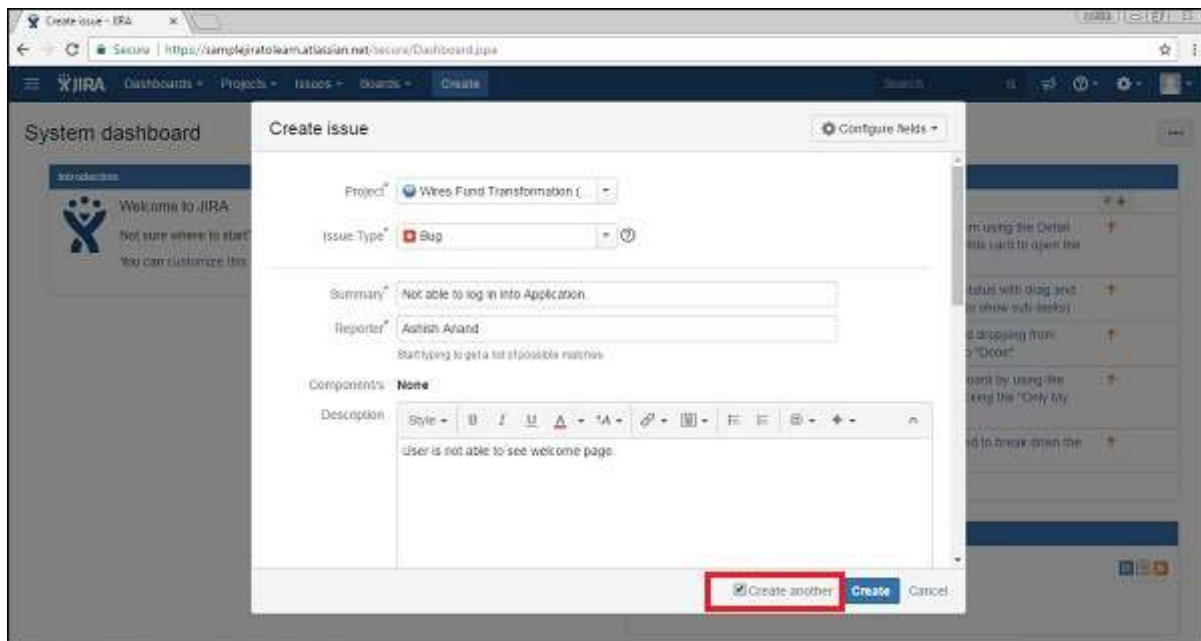 Create issue - JIRA
Secure | https://samplejiratolearn.atlassian.net/secure/Dashboard.jspa
JIRA Dashboards Projects Issues Boards Create Search
System dashboard
Create issue
Configure fields
Introduction
Welcome to JIRA
Not sure where to start?
You can customize this
Project* Wires Fund Transformation (...
Issue Type* Bug
Summary* Not able to log in into Application.
Reporter* Ashish Anand
Start typing to get a list of possible matches.
Component/s None
Description
Style B I U A
User is not able to see welcome page.
using the Detail
card to open the
with drag and
to show sub-tasks)
dropping from
"Done"
by using the
the "Only My
to break down the
Create another Create Cancel